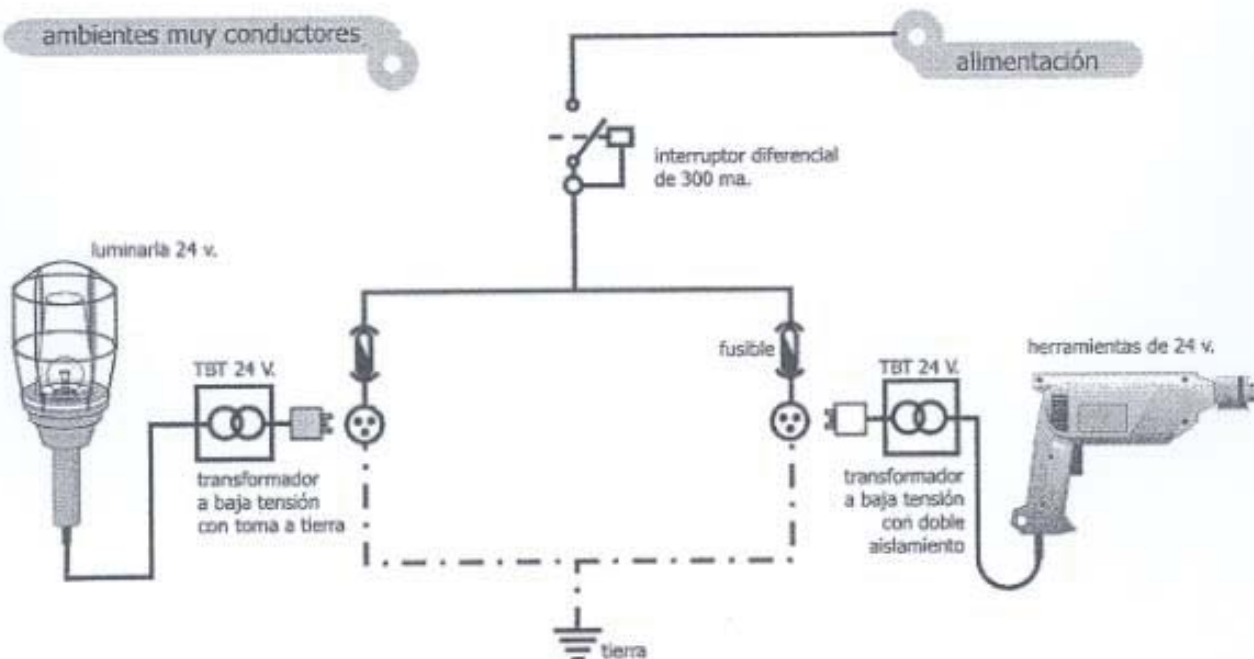 ambientes muy conductores
alimentación
interruptor diferencial
de 300 ma.
luminaria 24 v.
fusible
herramientas de 24 v.
TBT 24 V.
transformador
a baja tensión
con toma a tierra
TBT 24 V.
transformador
a baja tensión
con doble
aislamiento
tierra